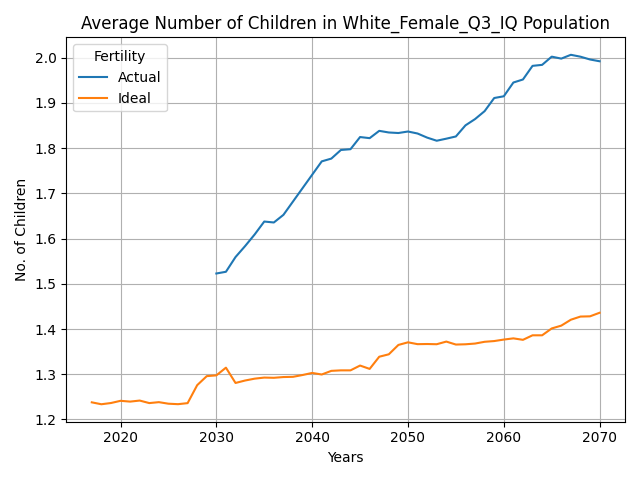 Average Number of Children in White_Female_Q3_IQ Population
Fertility
Actual
Ideal
No. of Children
2.0
1.9
1.8
1.7
1.6
1.5
1.4
1.3
1.2
2020 2030 2040 2050 2060 2070
Years